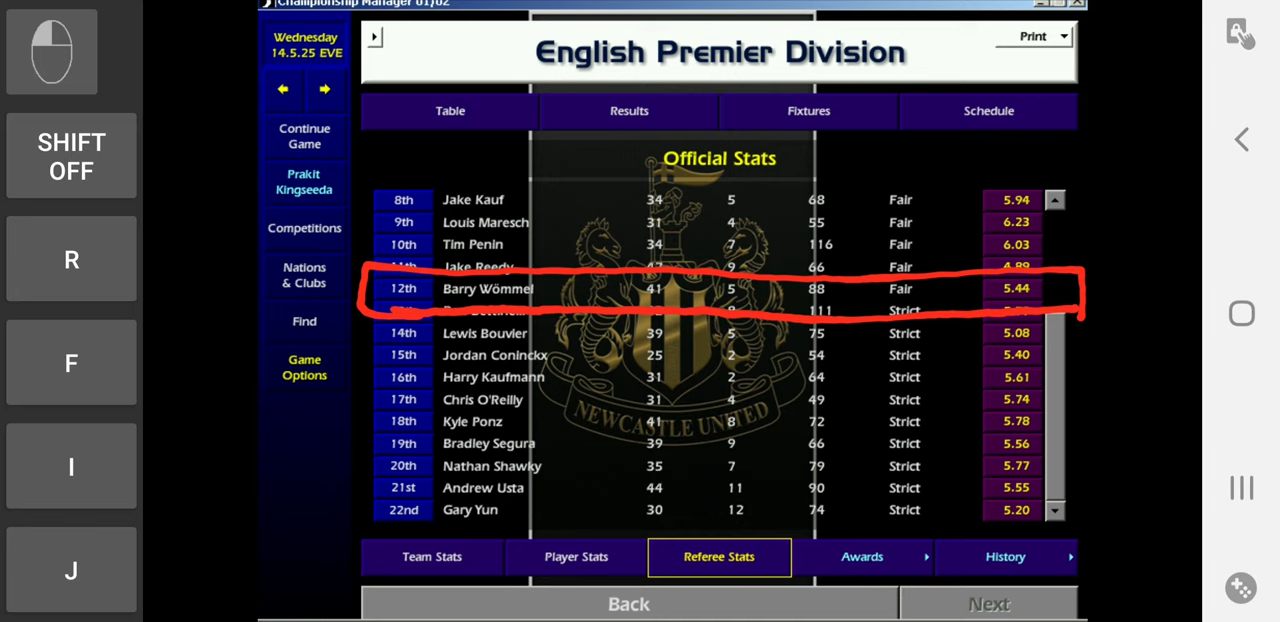 Championship Manager 01/02
Wednesday
14.5.25 EVE
English Premier Division
Print
Table Results Fixtures Schedule
Official Stats
8th Jake Kauf 34 5 68 Fair 5.94
9th Louis Maresch 31 4 55 Fair 6.23
10th Tim Penin 34 7 116 Fair 6.03
11th Jake Reedy 9 66 Fair 4.89
12th Barry Wömmel 41 5 88 Fair 5.44
111 Strict
14th Lewis Bouvier 39 5 75 Strict 5.08
15th Jordan Coninckx 25 2 54 Strict 5.40
16th Harry Kaufmann 31 2 64 Strict 5.61
17th Chris O'Reilly 31 4 49 Strict 5.74
18th Kyle Ponz 41 8 72 Strict 5.78
19th Bradley Segura 39 9 66 Strict 5.56
20th Nathan Shawky 35 7 79 Strict 5.77
21st Andrew Usta 44 11 90 Strict 5.55
22nd Gary Yun 30 12 74 Strict 5.20
NEWCASTLE UNITED
Team Stats Player Stats Referee Stats Awards History
Back Next
Continue
Game
Prakit
Kingseeda
Competitions
Nations
& Clubs
Find
Game
Options
SHIFT
OFF
R
F
I
J